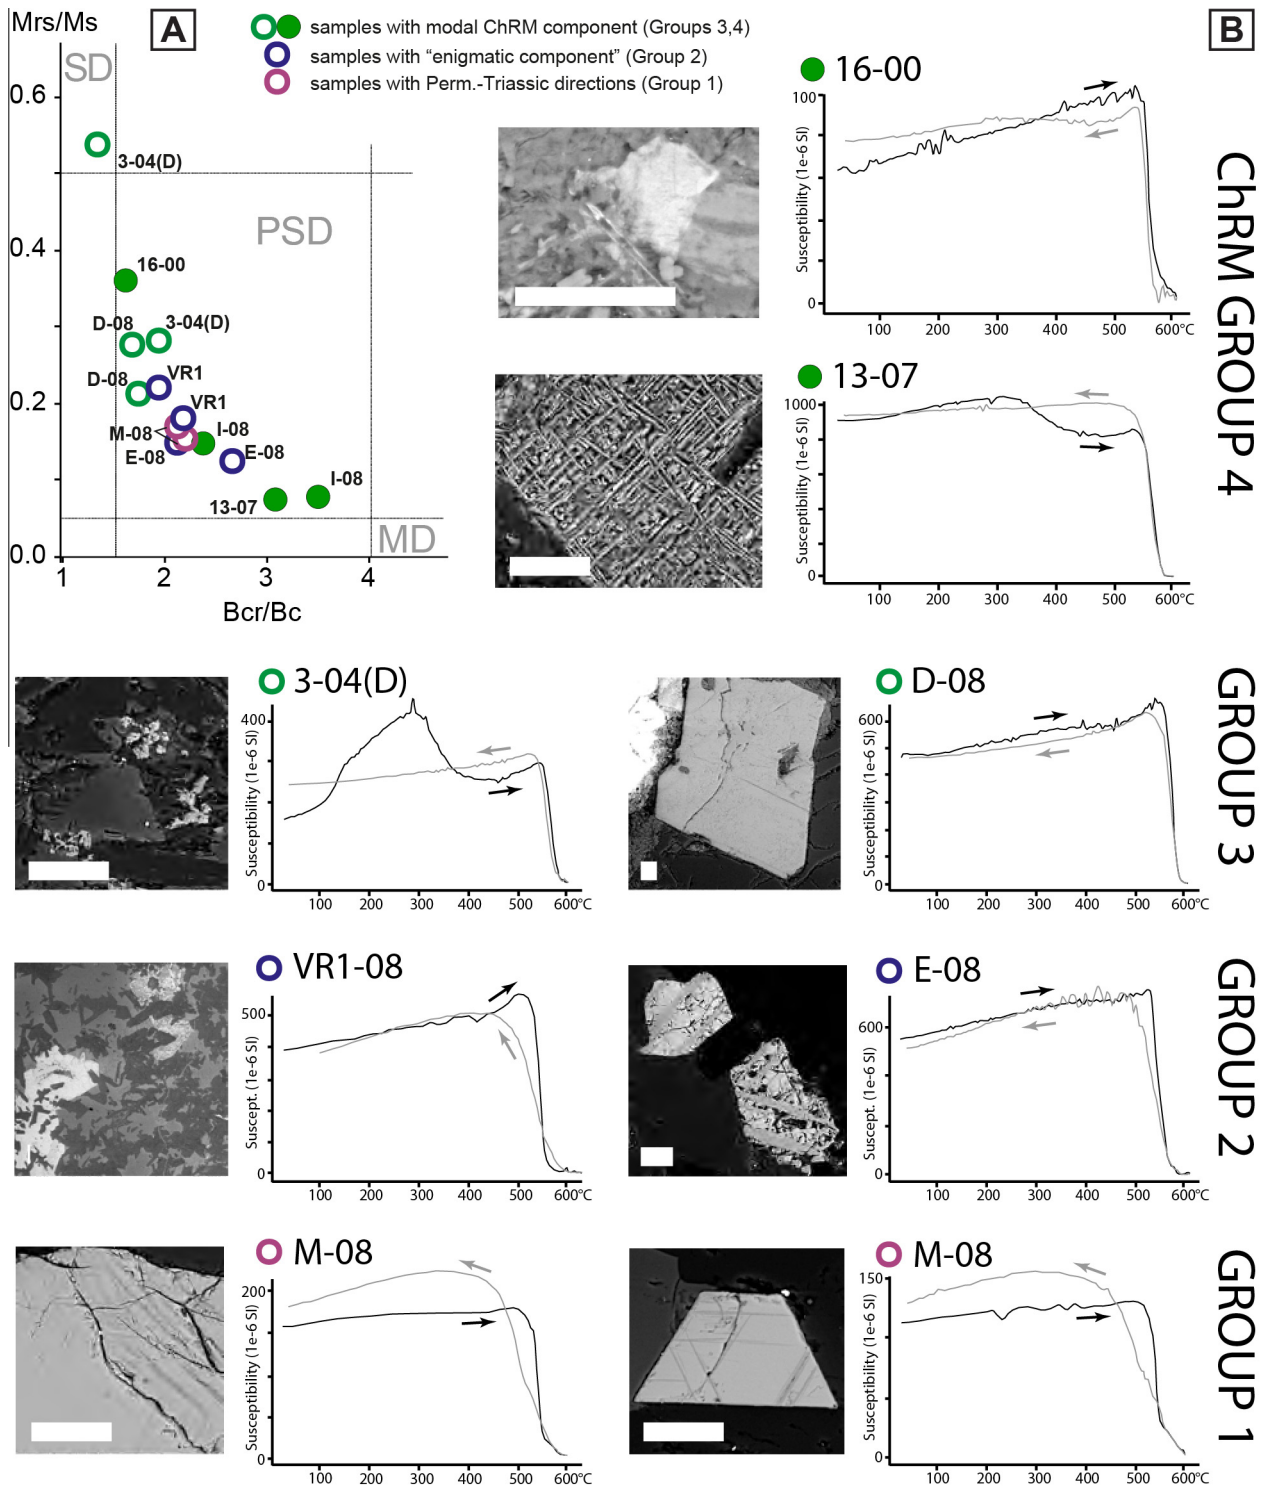 Mrs/Ms
A
samples with modal ChRM component (Groups 3,4)
samples with “enigmatic component” (Group 2)
samples with Perm.-Triassic directions (Group 1)
B
SD
0.6
3-04(D)
PSD
0.4
16-00
D-08
3-04(D)
D-08
VR1
0.2
VR1
M-08
I-08
E-08
E-08
I-08
13-07
MD
0.0
1
2
3
4
Bcr/Bc
16-00
100
Susceptibility (1e-6 SI)
0
100
200
300
400
500
600°C
13-07
1000
Susceptibility (1e-6 SI)
0
100
200
300
400
500
600°C
ChRM GROUP 4
3-04(D)
400
Susceptibility (1e-6 SI)
0
100
200
300
400
500
600°C
D-08
600
Susceptibility (1e-6 SI)
0
100
200
300
400
500
600°C
GROUP 3
VR1-08
500
Suscept. (1e-6 SI)
0
100
200
300
400
500
600°C
E-08
600
Suscept. (1e-6 SI)
0
100
200
300
400
500
600°C
GROUP 2
M-08
200
Susceptibility (1e-6 SI)
0
100
200
300
400
500
600°C
M-08
150
Susceptibility (1e-6 SI)
0
100
200
300
400
500
600°C
GROUP 1